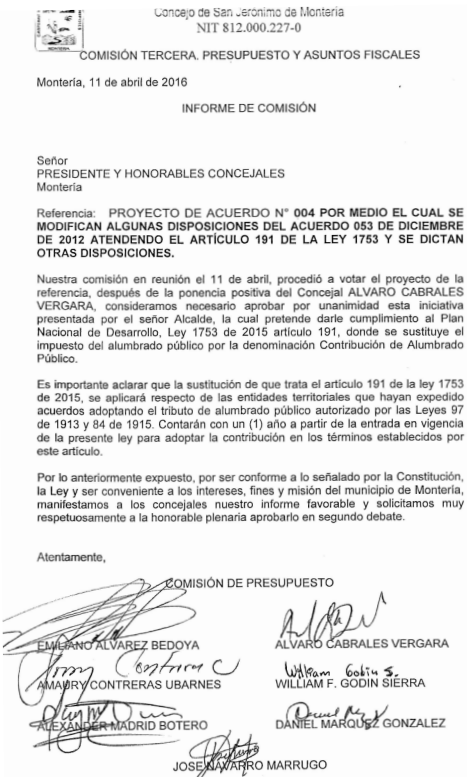 Concejo de San Jerónimo de Montería
NIT 812.000.227-0
MONTERIA
COMISIÓN TERCERA. PRESUPUESTO Y ASUNTOS FISCALES
Montería, 11 de abril de 2016
INFORME DE COMISIÓN
Señor
PRESIDENTE Y HONORABLES CONCEJALES
Montería
Referencia: PROYECTO DE ACUERDO N° 004 POR MEDIO EL CUAL SE
MODIFICAN ALGUNAS DISPOSICIONES DEL ACUERDO 053 DE DICIEMBRE
DE 2012 ATENDENDO EL ARTÍCULO 191 DE LA LEY 1753 Y SE DICTAN
OTRAS DISPOSICIONES.
Nuestra comisión en reunión el 11 de abril, procedió a votar el proyecto de la
referencia, después de la ponencia positiva del Concejal ALVARO CABRALES
VERGARA, consideramos necesario aprobar por unanimidad esta iniciativa
presentada por el señor Alcalde, la cual pretende darle cumplimiento al Plan
Nacional de Desarrollo, Ley 1753 de 2015 artículo 191, donde se sustituye el
impuesto del alumbrado público por la denominación Contribución de Alumbrado
Público.
Es importante aclarar que la sustitución de que trata el artículo 191 de la ley 1753
de 2015, se aplicará respecto de las entidades territoriales que hayan expedido
acuerdos adoptando el tributo de alumbrado público autorizado por las Leyes 97
de 1913 y 84 de 1915. Contarán con un (1) año a partir de la entrada en vigencia
de la presente ley para adoptar la contribución en los términos establecidos por
este artículo.
Por lo anteriormente expuesto, por ser conforme a lo señalado por la Constitución,
la Ley y ser conveniente a los intereses, fines y misión del municipio de Montería,
manifestamos a los concejales nuestro informe favorable y solicitamos muy
respetuosamente a la honorable plenaria aprobarlo en segundo debate.
Atentamente,
COMISIÓN DE PRESUPUESTO
EMILIANO ALVAREZ BEDOYA
ALVARO CABRALES VERGARA
Contreras C
William Godin S.
AMAURY CONTRERAS UBARNES
WILLIAM F. GODIN SIERRA
ALEXANDER MADRID BOTERO
DANIEL MARQUEZ GONZALEZ
JOSE NAVARRO MARRUGO